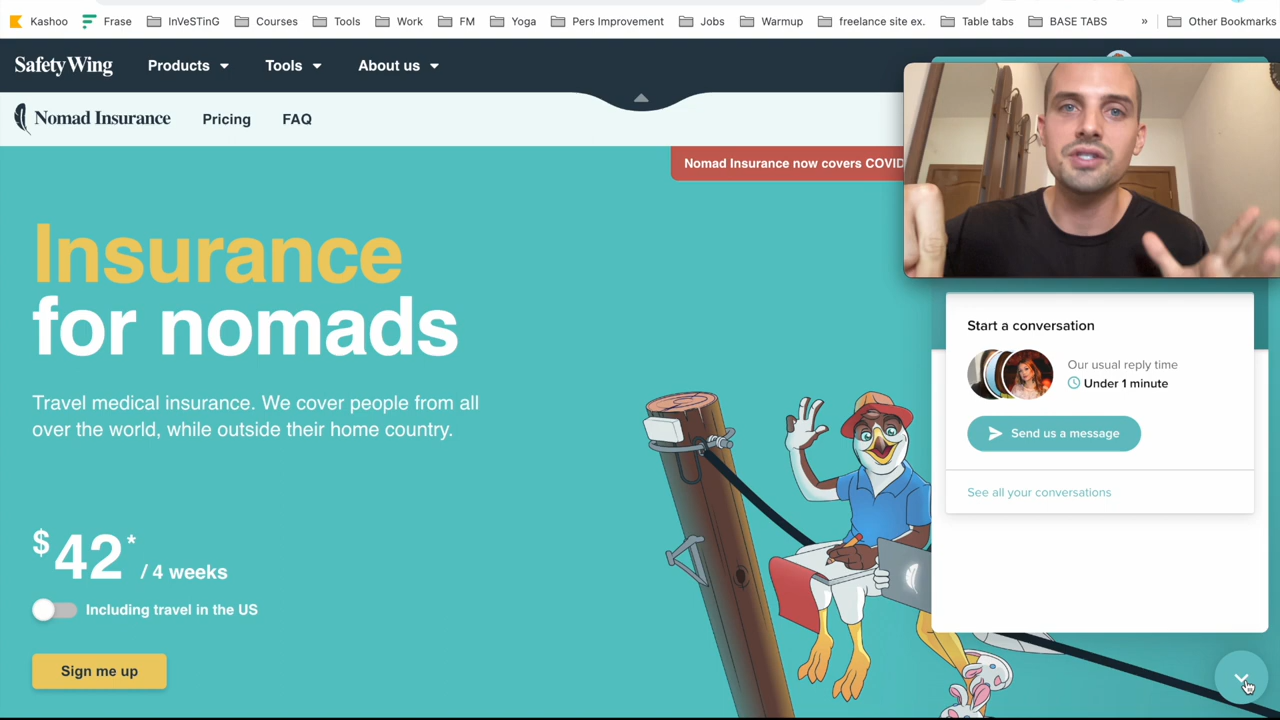 Kashoo Frase InVeSTinG Courses Tools Work FM Yoga Pers Improvement Jobs Warmup freelance site ex. Table tabs BASE TABS » Other Bookmarks
SafetyWing Products Tools About us
Nomad Insurance Pricing FAQ
Nomad Insurance now covers COVID
Insurance
for nomads
Travel medical insurance. We cover people from all
over the world, while outside their home country.
$42* / 4 weeks
Including travel in the US
Sign me up
Start a conversation
Our usual reply time
Under 1 minute
Send us a message
See all your conversations